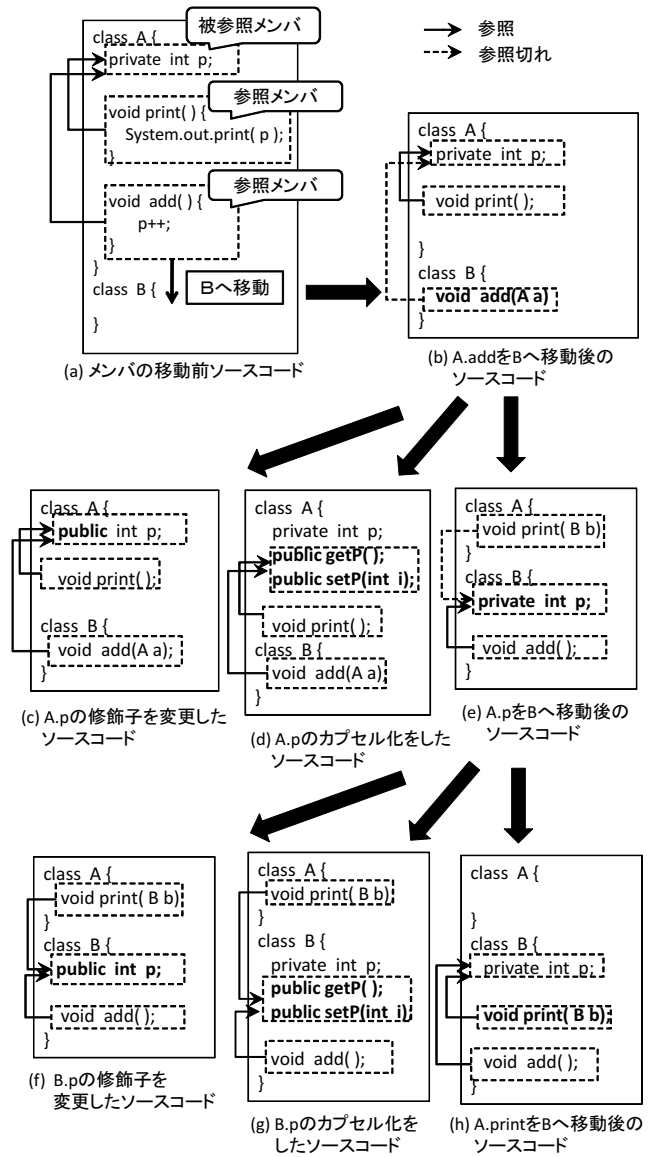 class A {
被参照メンバ
private int p;
参照メンバ
void print( ) {
System.out.print( p );
}
参照メンバ
void add( ) {
p++;
}
}
Bへ移動
class B {
}
(a) メンバの移動前ソースコード
参照
参照切れ
class A {
private int p;
void print( );
}
class B {
void add(A a)
}
(b) A.addをBへ移動後の
ソースコード
class A {
public int p;
void print( );
class B {
void add(A a);
}
(c) A.pの修飾子を変更した
ソースコード
class A {
private int p;
public getP( );
public setP(int i);
void print( );
class B {
void add(A a)
}
(d) A.pのカプセル化をした
ソースコード
class A {
void print( B b)
}
class B {
private int p;
void add( );
}
(e) A.pをBへ移動後の
ソースコード
class A {
void print( B b)
}
class B {
public int p;
void add( );
}
(f) B.pの修飾子を
変更したソースコード
class A {
void print( B b)
}
class B {
private int p;
public getP( );
public setP(int i)
void add( );
}
(g) B.pのカプセル化を
したソースコード
class A {
}
class B {
private int p;
void print( B b);
void add( );
}
(h) A.printをBへ移動後の
ソースコード